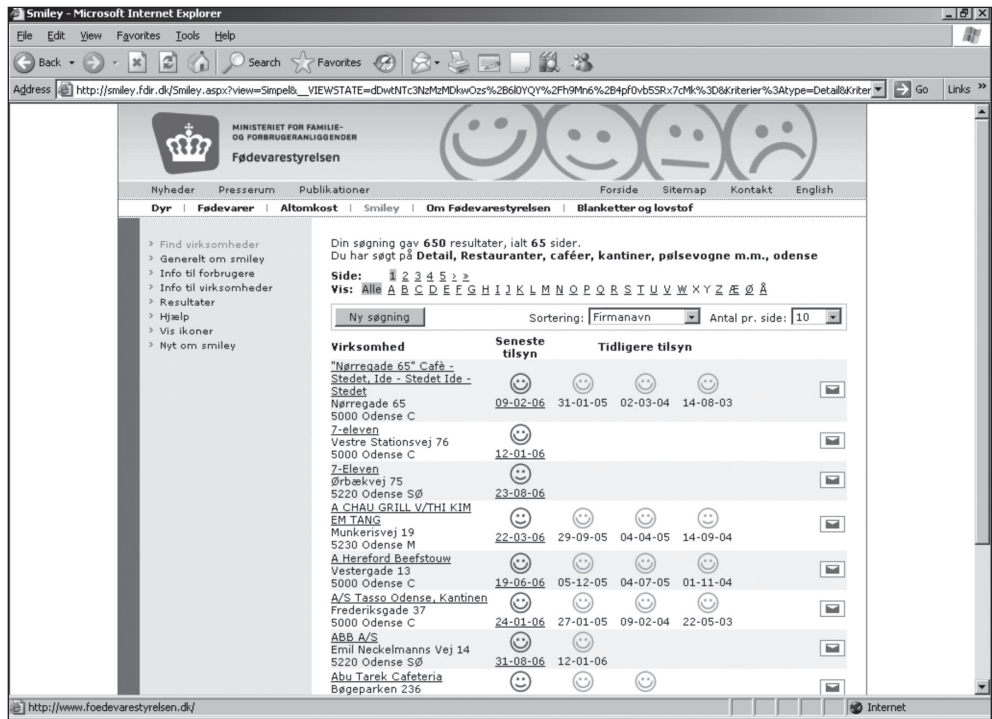 Smiley - Microsoft Internet Explorer
File Edit View Favorites Tools Help
Back Search Favorites
Address http://smiley.fdir.dk/Smiley.aspx?view=Simpel&__VIEWSTATE=dDwtNTc3NzMzMDkwOzs%2B6l0YQY%2Fh9Mn6%2B4pf0vb5SRx7cMk%3D&Kriterier%3Atype=Detail&Kriter Go Links »
MINISTERIET FOR FAMILIE-
OG FORBRUGERANLIGGENDER
Fødevarestyrelsen
Nyheder Presserum Publikationer Forside Sitemap Kontakt English
Dyr | Fødevarer | Altomkost | Smiley | Om Fødevarestyrelsen | Blanketter og lovstof
> Find virksomheder
> Generelt om smiley
> Info til forbrugere
> Info til virksomheder
> Resultater
> Hjælp
> Vis ikoner
> Nyt om smiley
Din søgning gav 650 resultater, ialt 65 sider.
Du har søgt på Detail, Restauranter, caféer, kantiner, pølsevogne m.m., odense
Side: 1 2 3 4 5 > »
Vis: Alle A B C D E F G H I J K L M N O P Q R S T U V W X Y Z Æ Ø Å
Ny søgning Sortering: Firmanavn Antal pr. side: 10
Virksomhed Seneste tilsyn Tidligere tilsyn
"Nørregade 65" Cafè -
Stedet, Ide - Stedet Ide -
Stedet
Nørregade 65 09-02-06 31-01-05 02-03-04 14-08-03
5000 Odense C
7-eleven
Vestre Stationsvej 76
5000 Odense C 12-01-06
7-Eleven
Ørbækvej 75
5220 Odense SØ 23-08-06
A CHAU GRILL V/THI KIM
EM TANG
Munkerisvej 19 22-03-06 29-09-05 04-04-05 14-09-04
5230 Odense M
A Hereford Beefstouw
Vestergade 13
5000 Odense C 19-06-06 05-12-05 04-07-05 01-11-04
A/S Tasso Odense, Kantinen
Frederiksgade 37
5000 Odense C 24-01-06 27-01-05 09-02-04 22-05-03
ABB A/S
Emil Neckelmanns Vej 14
5220 Odense SØ 31-08-06 12-01-06
Abu Tarek Cafeteria
Bøgeparken 236
http://www.foedevarestyrelsen.dk/ Internet